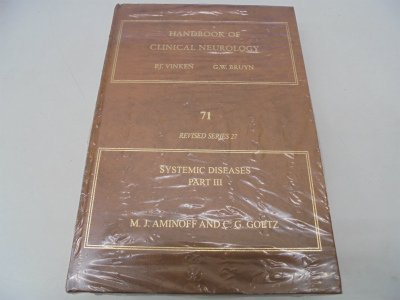 HANDBOOK OF
CLINICAL NEUROLOGY
P.J. VINKEN G.W. BRUYN
71
REVISED SERIES 27
SYSTEMIC DISEASES
PART III
M. J. AMINOFF AND C. G. GOETZ